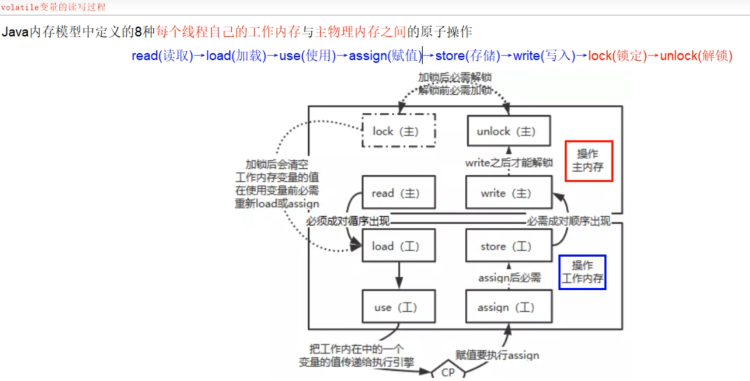 volatile变量的读写过程
Java内存模型中定义的8种每个线程自己的工作内存与主物理内存之间的原子操作
read(读取)→load(加载)→use(使用)→assign(赋值)→store(存储)→write(写入)→lock(锁定)→unlock(解锁)
加锁后必需解锁
解锁前必需加锁
lock（主）
unlock（主）
操作
主内存
加锁后会清空
工作内存变量的值
在使用变量前必需
重新load或assign
write之后才能解锁
read（主）
write（主）
必须成对循序出现
必需成对顺序出现
load（工）
store（工）
操作
工作内存
assign后必需
use（工）
assign（工）
把工作内在中的一个
变量的值传递给执行引擎
赋值要执行assign
CP